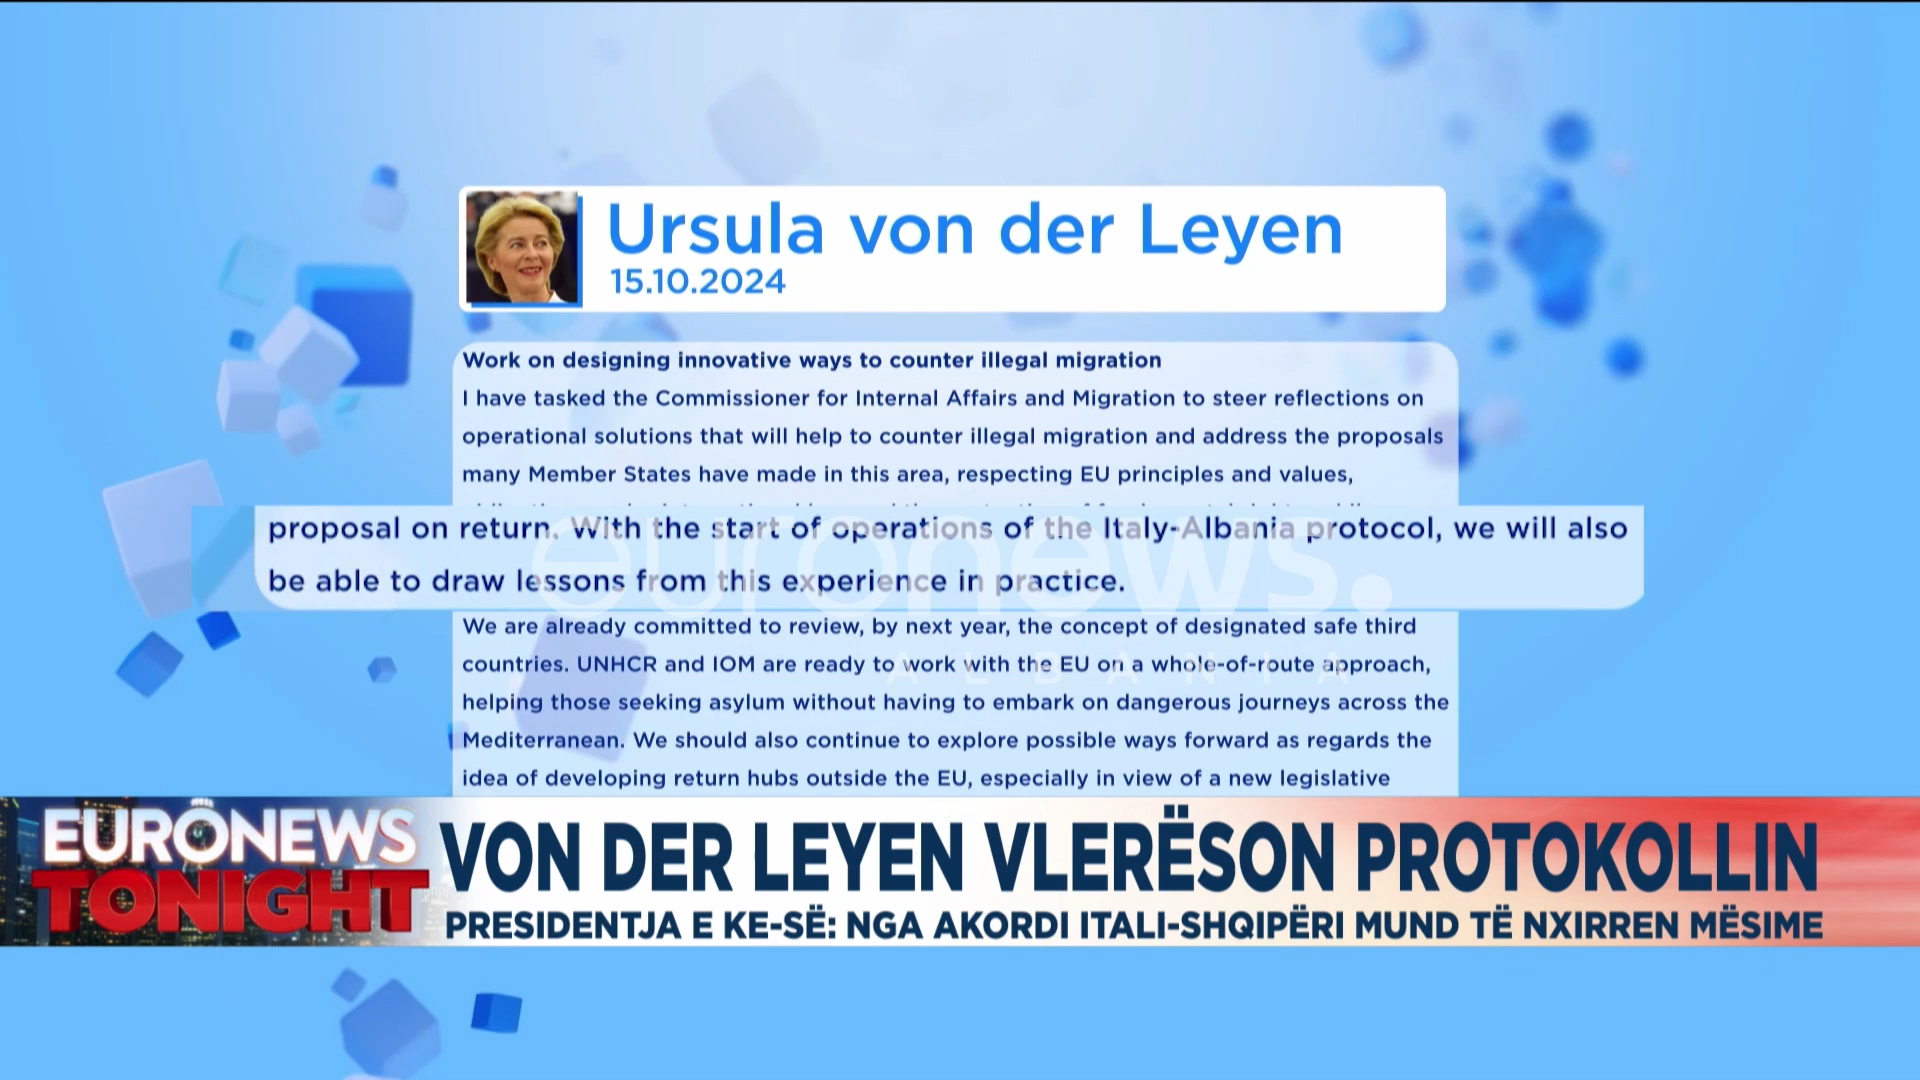 Ursula von der Leyen
15.10.2024
Work on designing innovative ways to counter illegal migration
I have tasked the Commissioner for Internal Affairs and Migration to steer reflections on
operational solutions that will help to counter illegal migration and address the proposals
many Member States have made in this area, respecting EU principles and values,
proposal on return. With the start of operations of the Italy-Albania protocol, we will also
be able to draw lessons from this experience in practice.
euronews.
ALBANIA
We are already committed to review, by next year, the concept of designated safe third
countries. UNHCR and IOM are ready to work with the EU on a whole-of-route approach,
helping those seeking asylum without having to embark on dangerous journeys across the
Mediterranean. We should also continue to explore possible ways forward as regards the
idea of developing return hubs outside the EU, especially in view of a new legislative
EURONEWS
TONIGHT
VON DER LEYEN VLERËSON PROTOKOLLIN
PRESIDENTJA E KE-SË: NGA AKORDI ITALI-SHQIPËRI MUND TË NXIRREN MËSIME